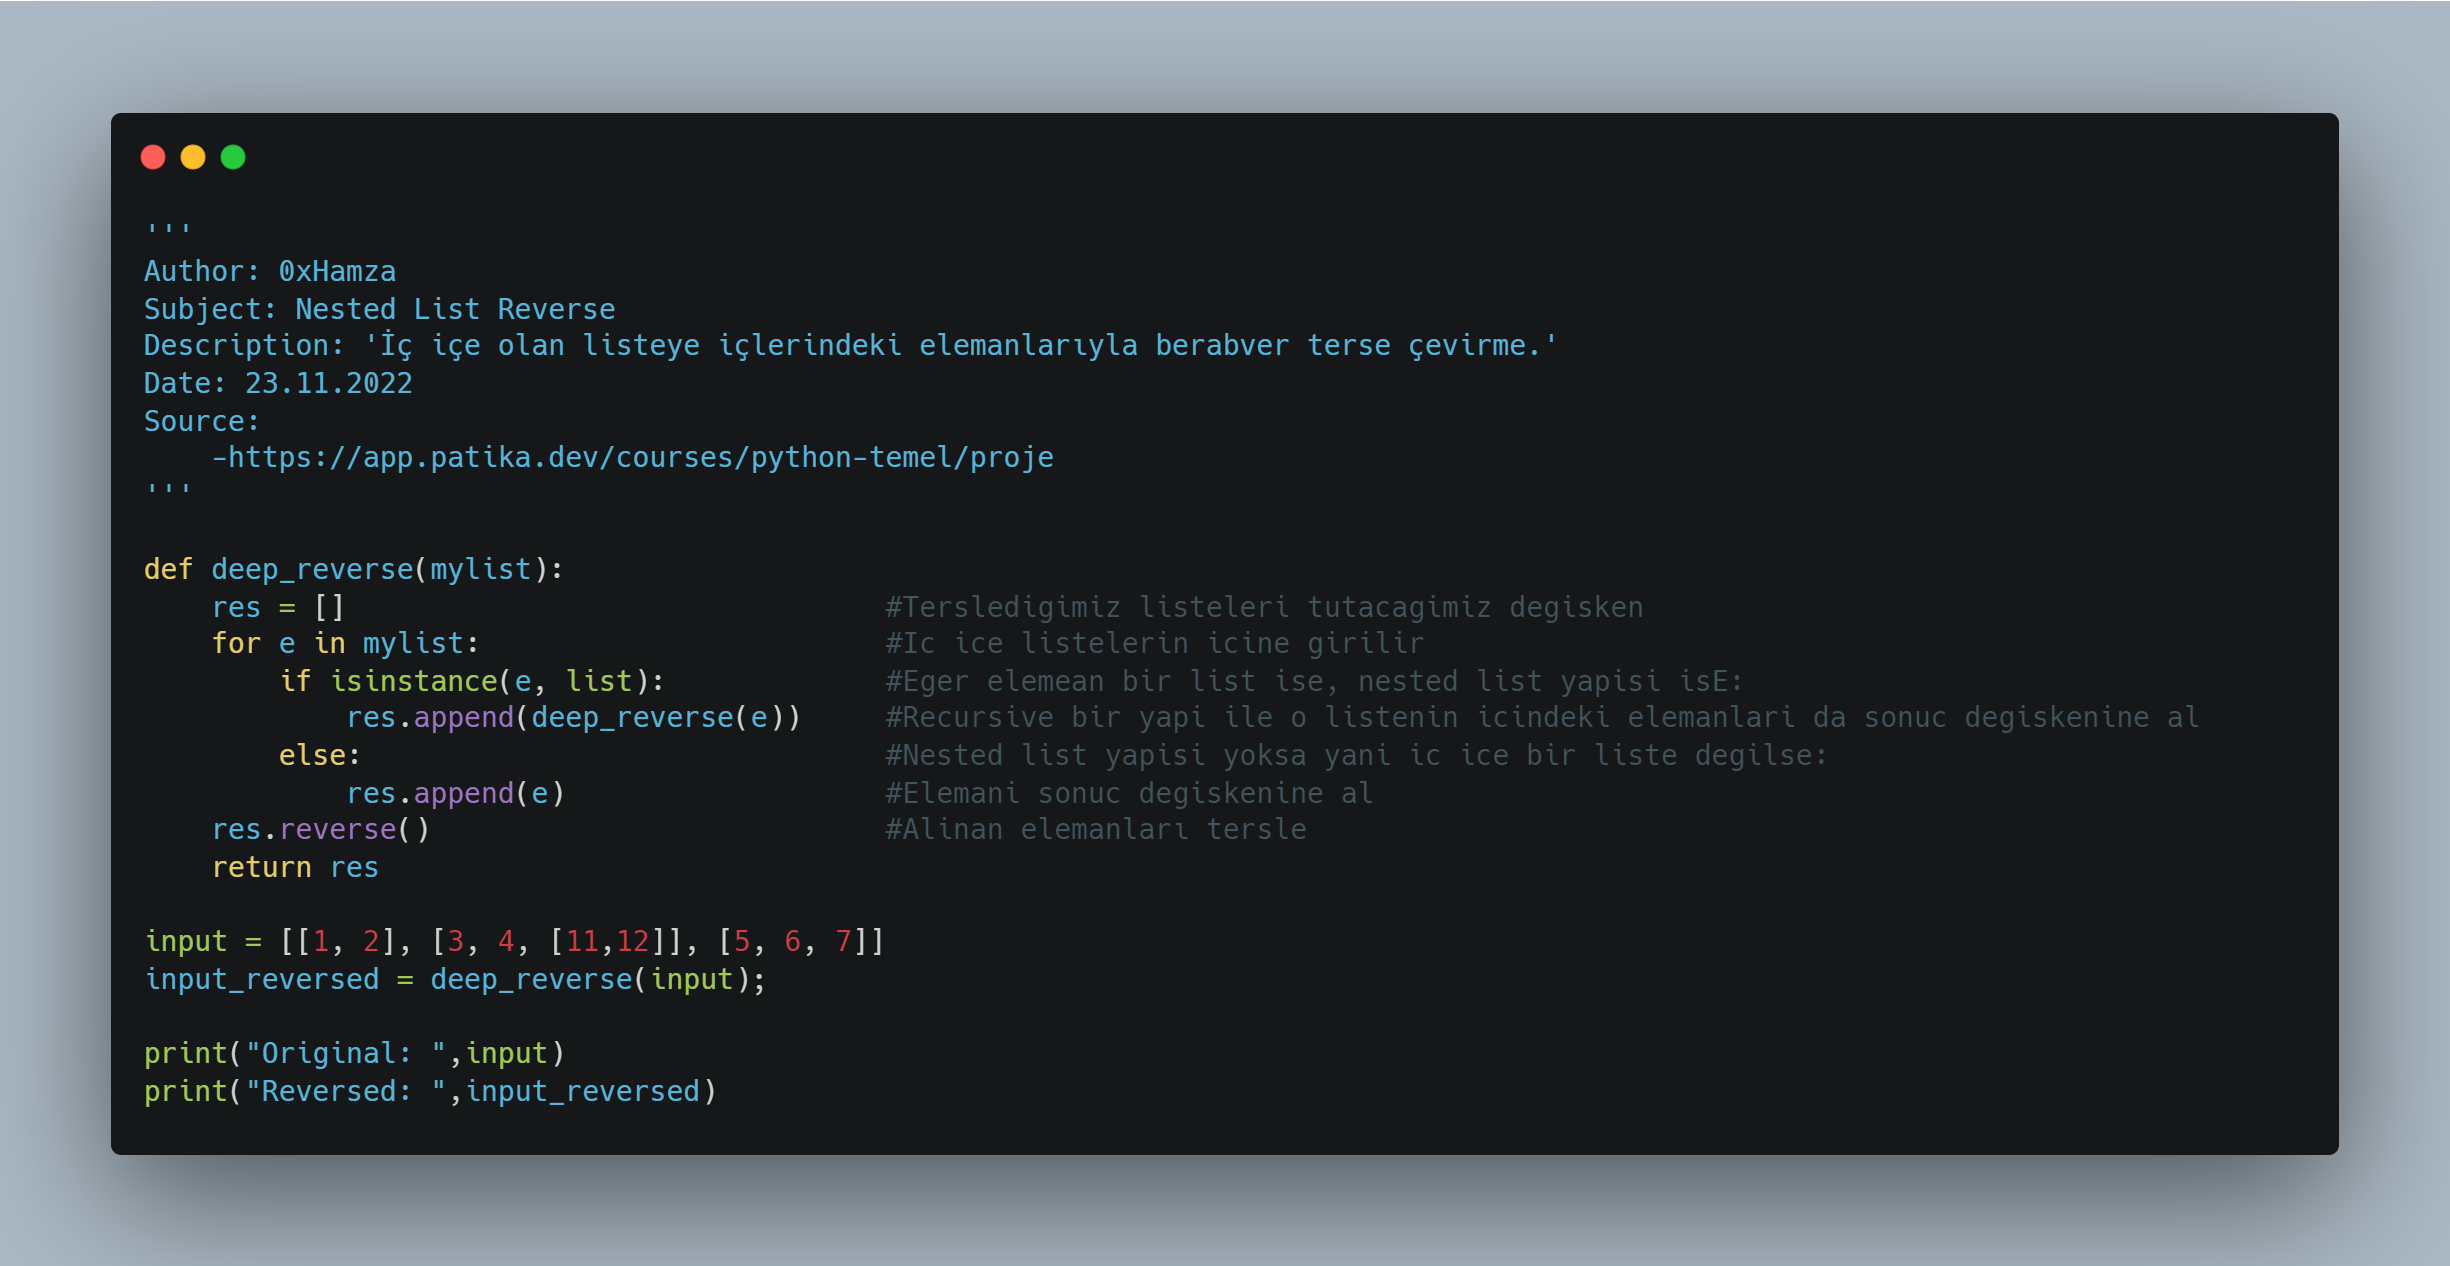 '''
Author: 0xHamza
Subject: Nested List Reverse
Description: 'İç içe olan listeye içlerindeki elemanlarıyla berabver terse çevirme.'
Date: 23.11.2022
Source:
    -https://app.patika.dev/courses/python-temel/proje
'''

def deep_reverse(mylist):
    res = []                                #Tersledigimiz listeleri tutacagimiz degisken
    for e in mylist:                        #Ic ice listelerin icine girilir
        if isinstance(e, list):             #Eger elemean bir list ise, nested list yapisi isE:
            res.append(deep_reverse(e))     #Recursive bir yapi ile o listenin icindeki elemanlari da sonuc degiskenine al
        else:                               #Nested list yapisi yoksa yani ic ice bir liste degilse:
            res.append(e)                   #Elemani sonuc degiskenine al
    res.reverse()                           #Alinan elemanları tersle
    return res

input = [[1, 2], [3, 4, [11,12]], [5, 6, 7]]
input_reversed = deep_reverse(input);

print("Original: ",input)
print("Reversed: ",input_reversed)